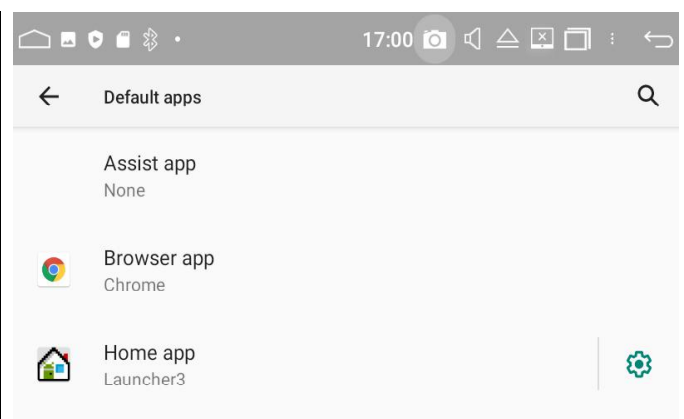 17:00
Default apps
Assist app
None
Browser app
Chrome
Home app
Launcher3